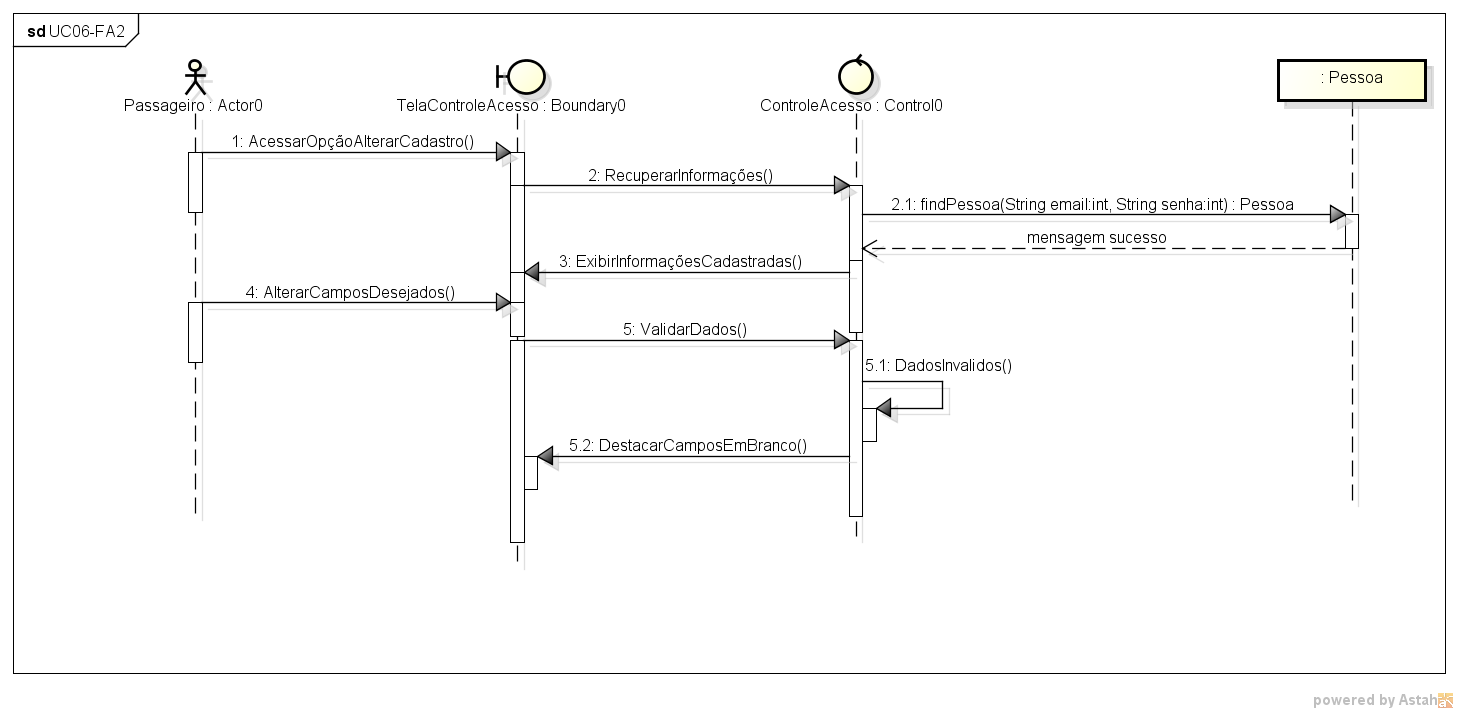 sd UC06-FA2
Passageiro : Actor0
TelaControleAcesso : Boundary0
ControleAcesso : Control0
: Pessoa
1: AcessarOpçãoAlterarCadastro()
2: RecuperarInformações()
2.1: findPessoa(String email:int, String senha:int) : Pessoa
mensagem sucesso
3: ExibirInformaçõesCadastradas()
4: AlterarCamposDesejados()
5: ValidarDados()
5.1: DadosInvalidos()
5.2: DestacarCamposEmBranco()
powered by Astah